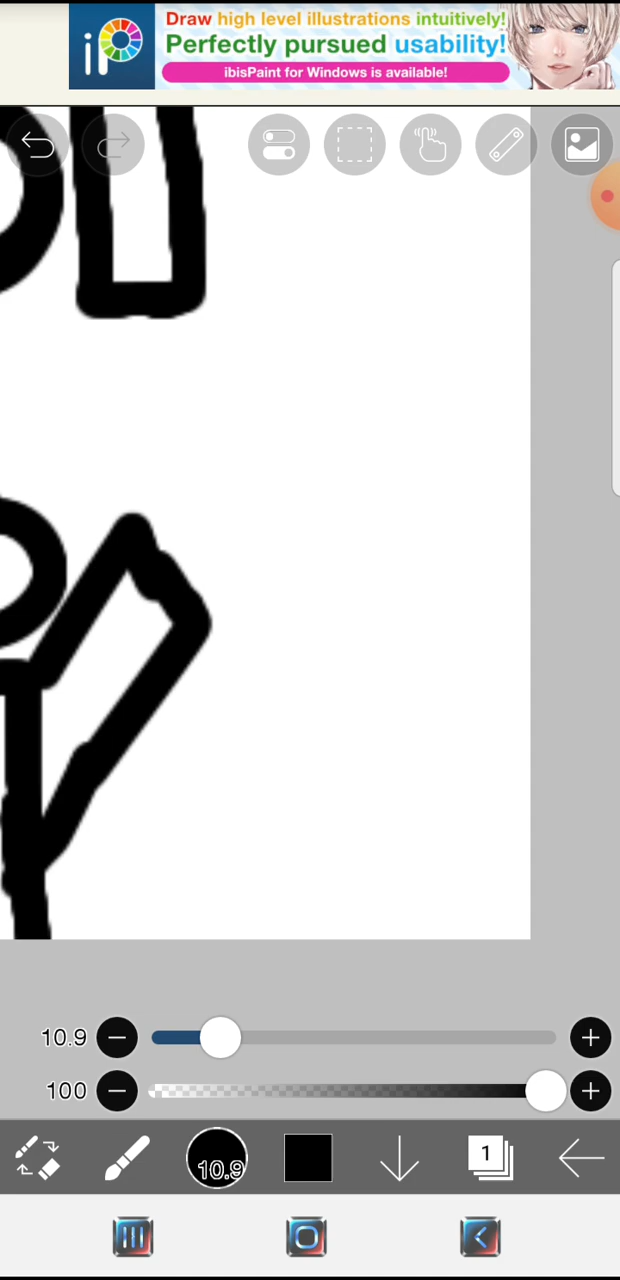 iP
Draw high level illustrations intuitively!
Perfectly pursued usability!
ibisPaint for Windows is available!
10.9
100
10.9
1